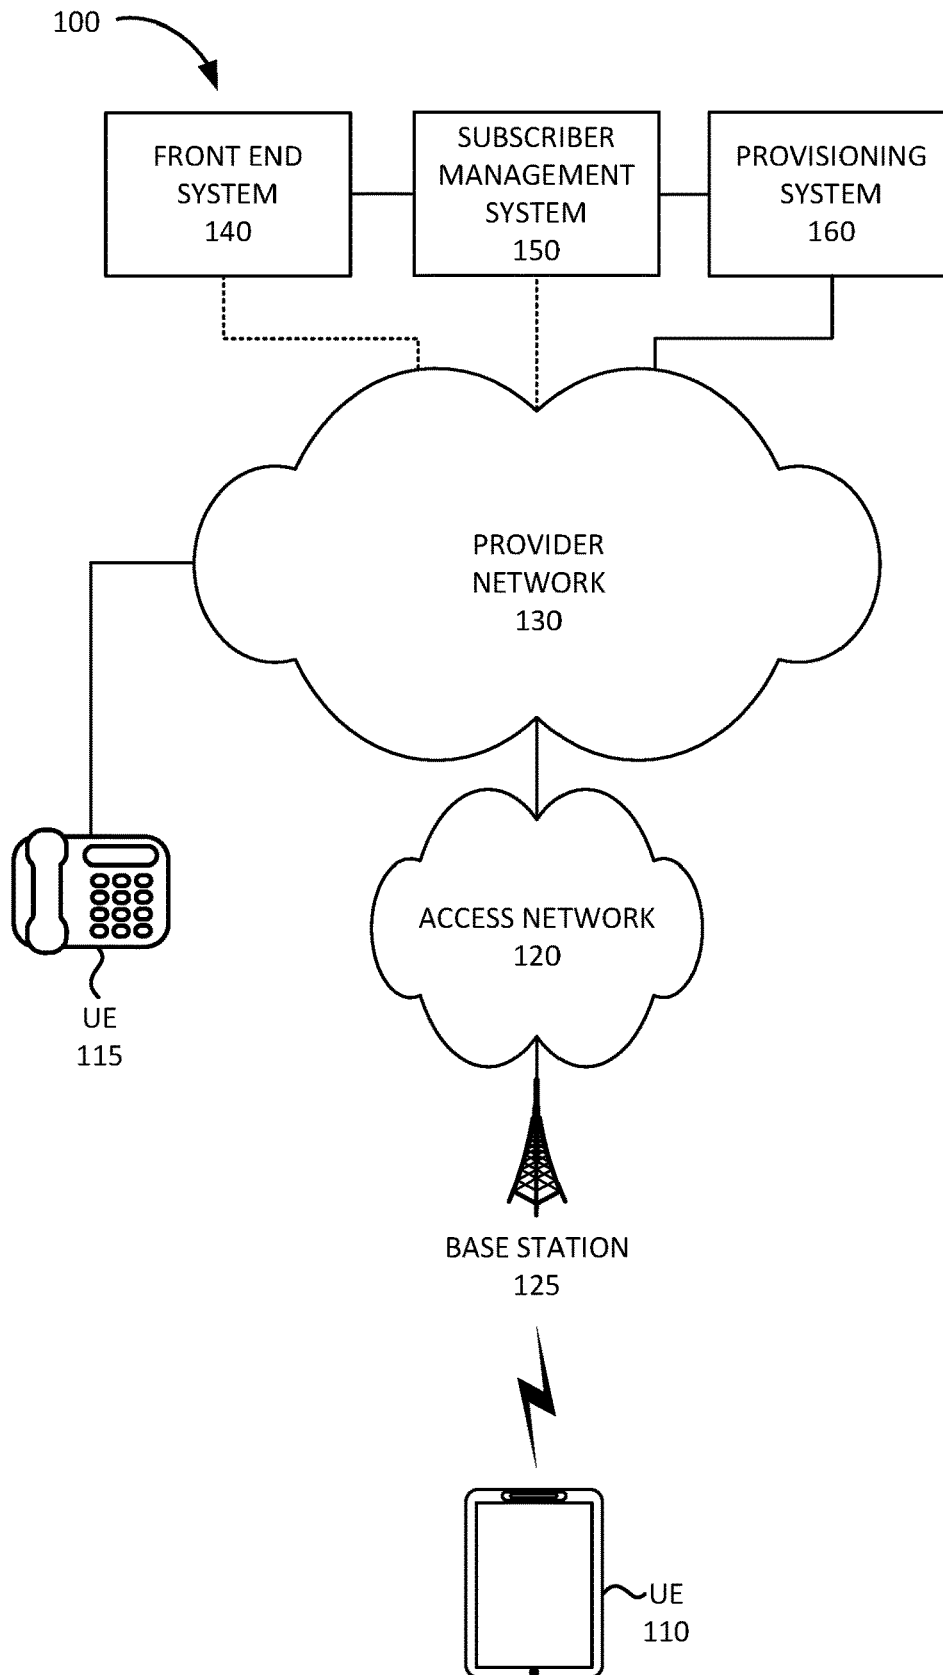 100
FRONT END
SYSTEM
140
SUBSCRIBER
MANAGEMENT
SYSTEM
150
PROVISIONING
SYSTEM
160
PROVIDER
NETWORK
130
ACCESS NETWORK
120
UE
115
BASE STATION
125
UE
110